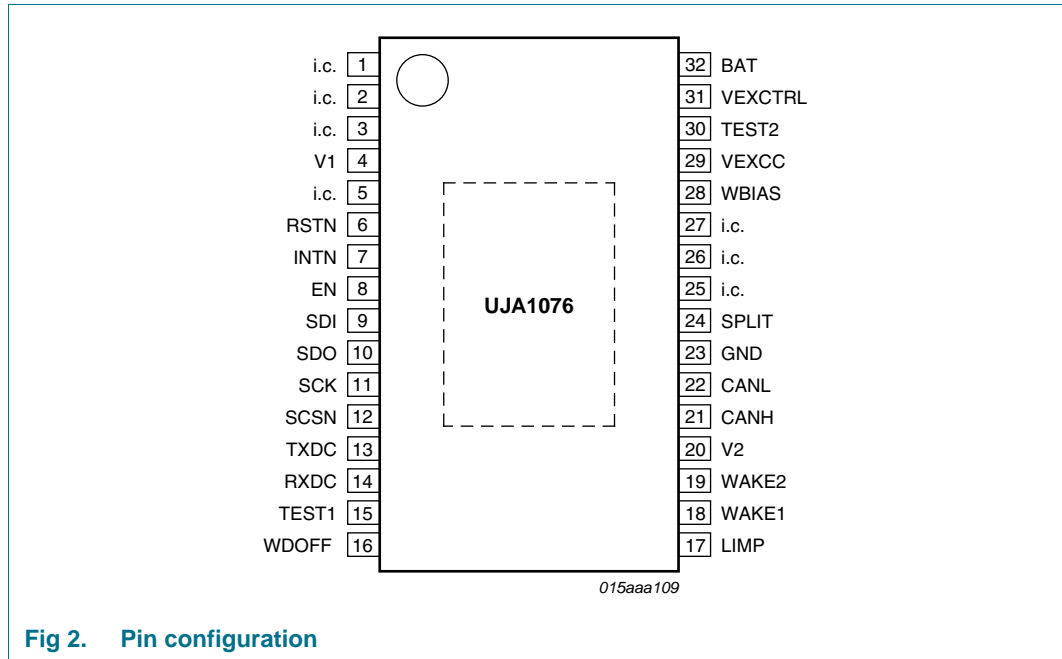 i.c. 1 32 BAT
i.c. 2 31 VEXCTRL
i.c. 3 30 TEST2
V1 4 29 VEXCC
i.c. 5 28 WBIAS
RSTN 6 27 i.c.
INTN 7 26 i.c.
EN 8 25 i.c.
UJA1076
SDI 9 24 SPLIT
SDO 10 23 GND
SCK 11 22 CANL
SCSN 12 21 CANH
TXDC 13 20 V2
RXDC 14 19 WAKE2
TEST1 15 18 WAKE1
WDOFF 16 17 LIMP
015aaa109
Fig 2. Pin configuration